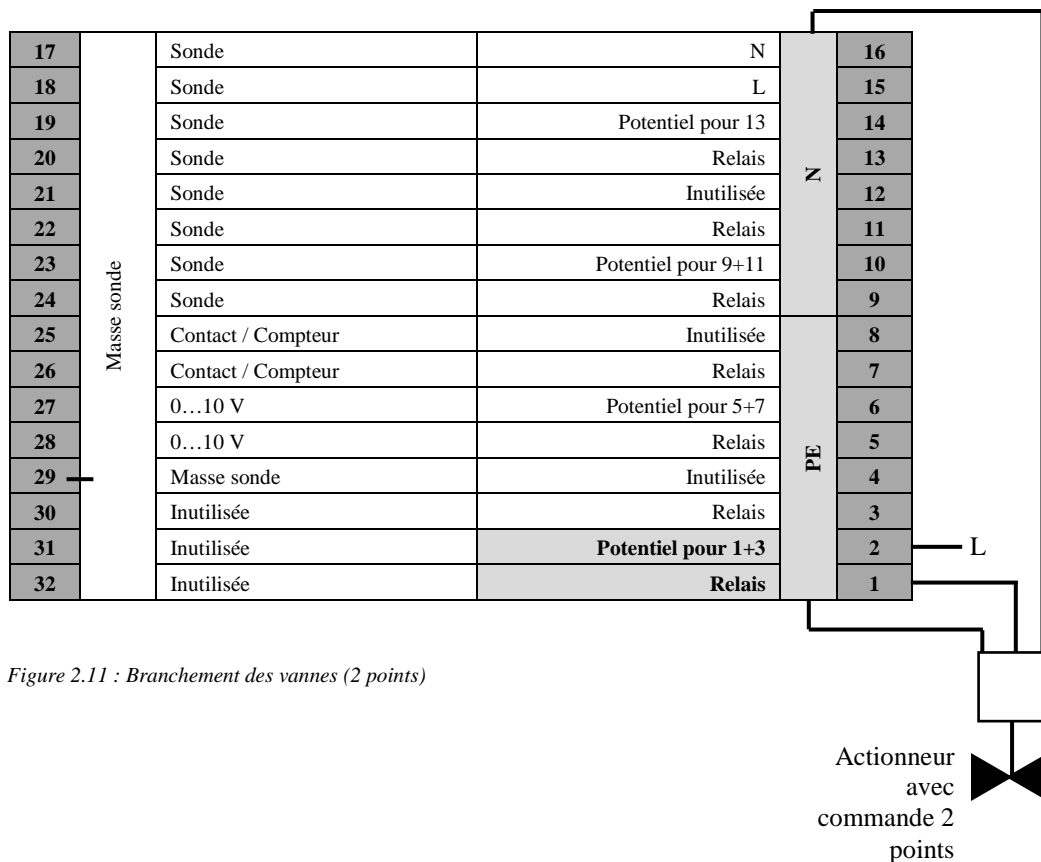 17 Sonde N 16
18 Sonde L 15
19 Sonde Potentiel pour 13 14
20 Sonde Relais 13
N
21 Sonde Inutilisée 12
22 Sonde Relais 11
23 Sonde Potentiel pour 9+11 10
24 Sonde Relais 9
Masse sonde
25 Contact / Compteur Inutilisée 8
26 Contact / Compteur Relais 7
27 0…10 V Potentiel pour 5+7 6
28 0…10 V Relais 5
PE
29 Masse sonde Inutilisée 4
30 Inutilisée Relais 3
31 Inutilisée Potentiel pour 1+3 2 L
32 Inutilisée Relais 1
Figure 2.11 : Branchement des vannes (2 points)
Actionneur
avec
commande 2
points